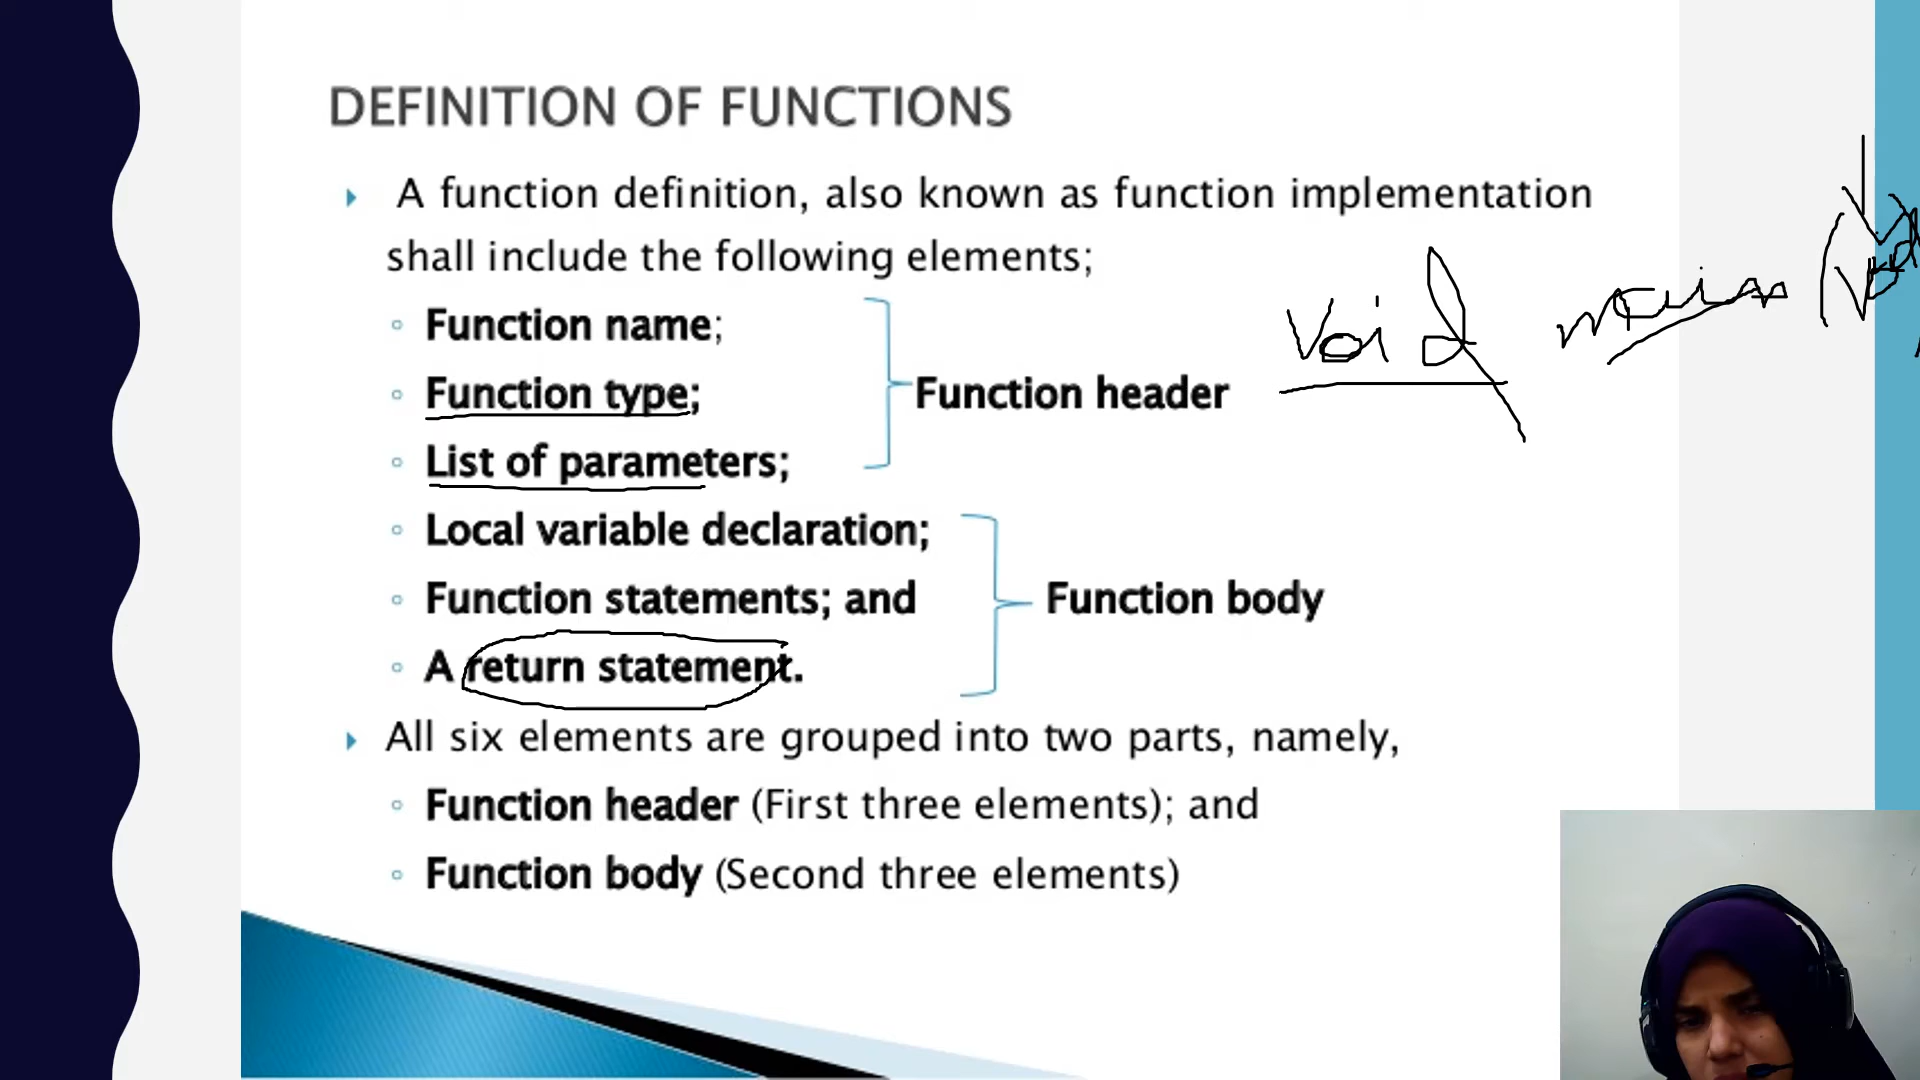 DEFINITION OF FUNCTIONS
A function definition, also known as function implementation
shall include the following elements;
Function name;
Function type;
List of parameters;
Function header
Void main (Void
Local variable declaration;
Function statements; and
A return statement.
Function body
All six elements are grouped into two parts, namely,
Function header (First three elements); and
Function body (Second three elements)